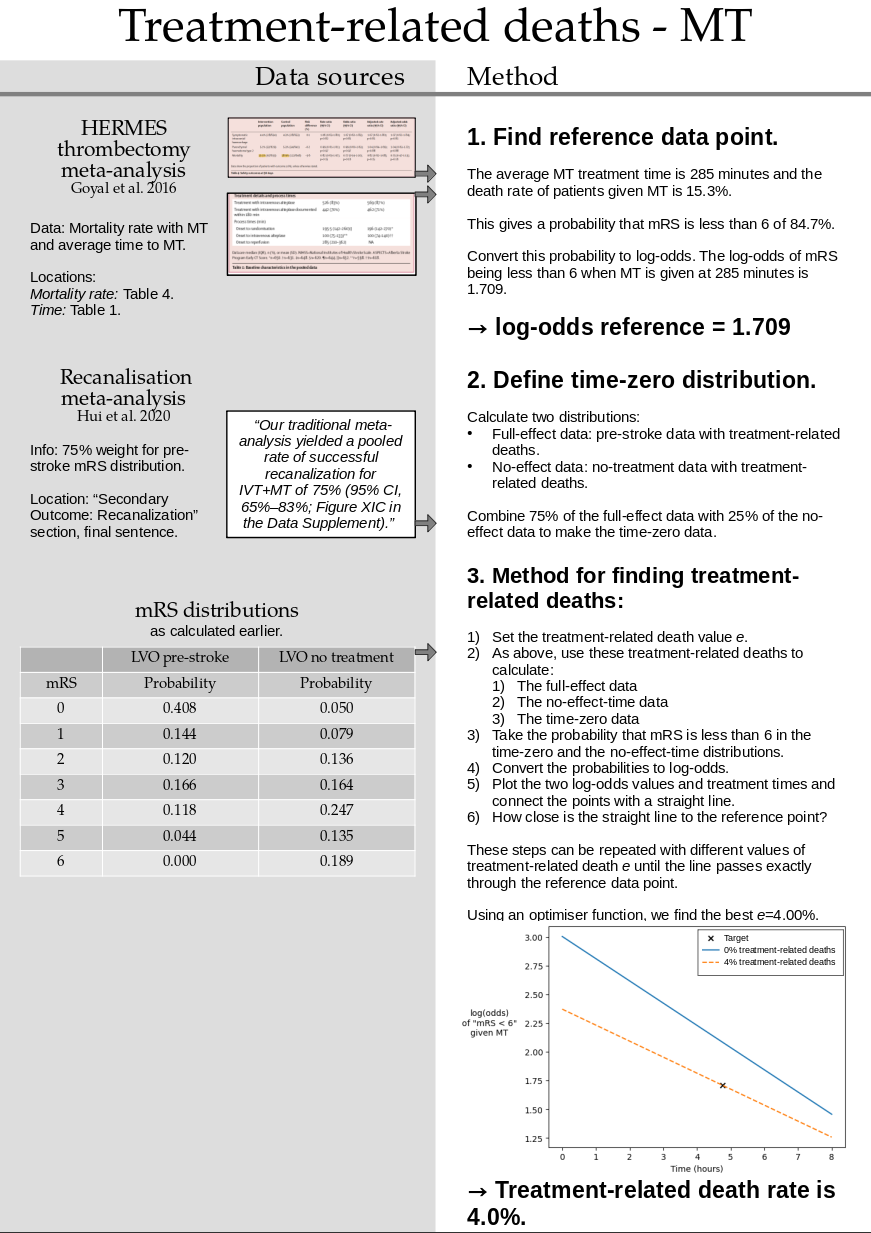 Treatment-related deaths - MT
Data sources
Method
HERMES
thrombectomy
meta-analysis
Goyal et al. 2016
Data: Mortality rate with MT
and average time to MT.
Locations:
Mortality rate: Table 4.
Time: Table 1.
Treatment details and process times
Treatment with intravenous alteplase
Process times (min)
Table 1: Baseline characteristics in the pooled data
Recanalisation
meta-analysis
Hui et al. 2020
Info: 75% weight for pre-
stroke mRS distribution.
Location: “Secondary
Outcome: Recanalization”
section, final sentence.
“Our traditional meta-
analysis yielded a pooled
rate of successful
recanalization for
IVT+MT of 75% (95% CI,
65%–83%; Figure XIC in
the Data Supplement).”
mRS distributions
as calculated earlier.
LVO pre-stroke LVO no treatment
mRS Probability Probability
0 0.408 0.050
1 0.144 0.079
2 0.120 0.136
3 0.166 0.164
4 0.118 0.247
5 0.044 0.135
6 0.000 0.189
1. Find reference data point.
The average MT treatment time is 285 minutes and the
death rate of patients given MT is 15.3%.
This gives a probability that mRS is less than 6 of 84.7%.
Convert this probability to log-odds. The log-odds of mRS
being less than 6 when MT is given at 285 minutes is
1.709.
→ log-odds reference = 1.709
2. Define time-zero distribution.
Calculate two distributions:
• Full-effect data: pre-stroke data with treatment-related
deaths.
• No-effect data: no-treatment data with treatment-
related deaths.
Combine 75% of the full-effect data with 25% of the no-
effect data to make the time-zero data.
3. Method for finding treatment-
related deaths:
1) Set the treatment-related death value e.
2) As above, use these treatment-related deaths to
calculate:
1) The full-effect data
2) The no-effect-time data
3) The time-zero data
3) Take the probability that mRS is less than 6 in the
time-zero and the no-effect-time distributions.
4) Convert the probabilities to log-odds.
5) Plot the two log-odds values and treatment times and
connect the points with a straight line.
6) How close is the straight line to the reference point?
These steps can be repeated with different values of
treatment-related death e until the line passes exactly
through the reference data point.
Using an optimiser function, we find the best e=4.00%.
Target
0% treatment-related deaths
4% treatment-related deaths
log(odds)
of "mRS < 6"
given MT
3.00
2.75
2.50
2.25
2.00
1.75
1.50
1.25
0 1 2 3 4 5 6 7 8
Time (hours)
→ Treatment-related death rate is
4.0%.